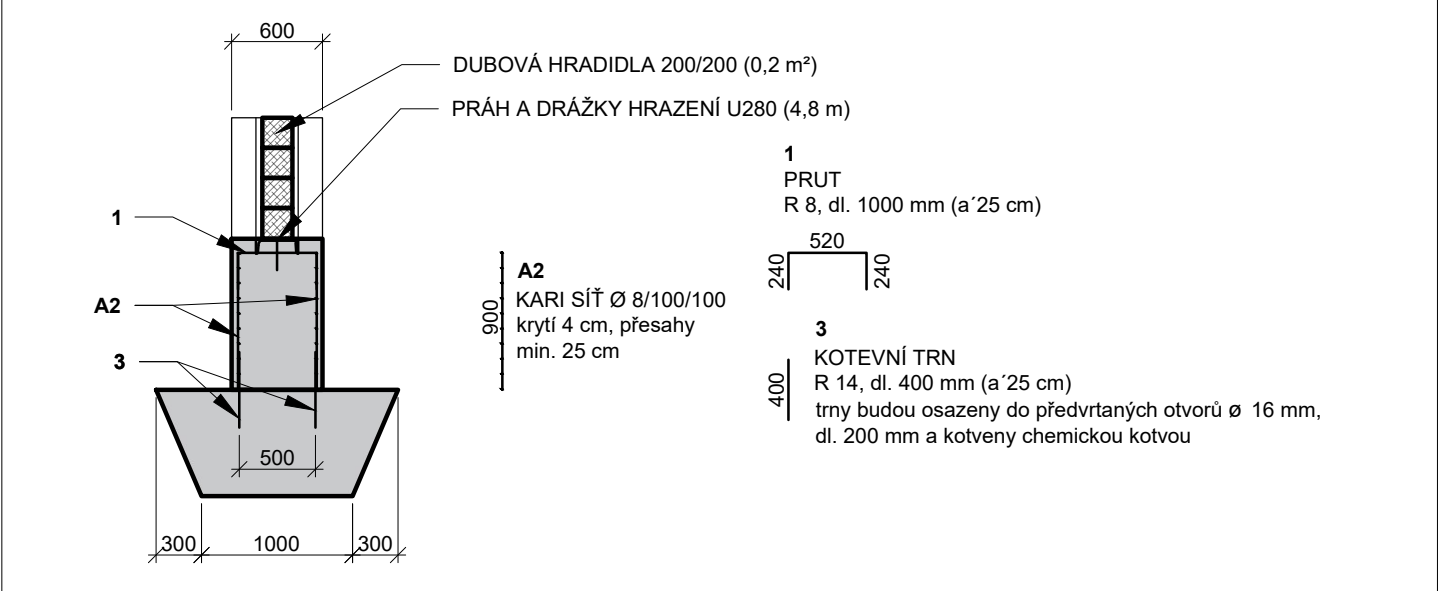 600
DUBOVÁ HRADIDLA 200/200 (0,2 m²)
PRÁH A DRÁŽKY HRAZENÍ U280 (4,8 m)
1
A2
3
500
300
1000
300
900
A2
KARI SÍŤ Ø 8/100/100
krytí 4 cm, přesahy
min. 25 cm
1
PRUT
R 8, dl. 1000 mm (a´25 cm)
520
240
240
3
KOTEVNÍ TRN
R 14, dl. 400 mm (a´25 cm)
400
trny budou osazeny do předvrtaných otvorů ø 16 mm,
dl. 200 mm a kotveny chemickou kotvou